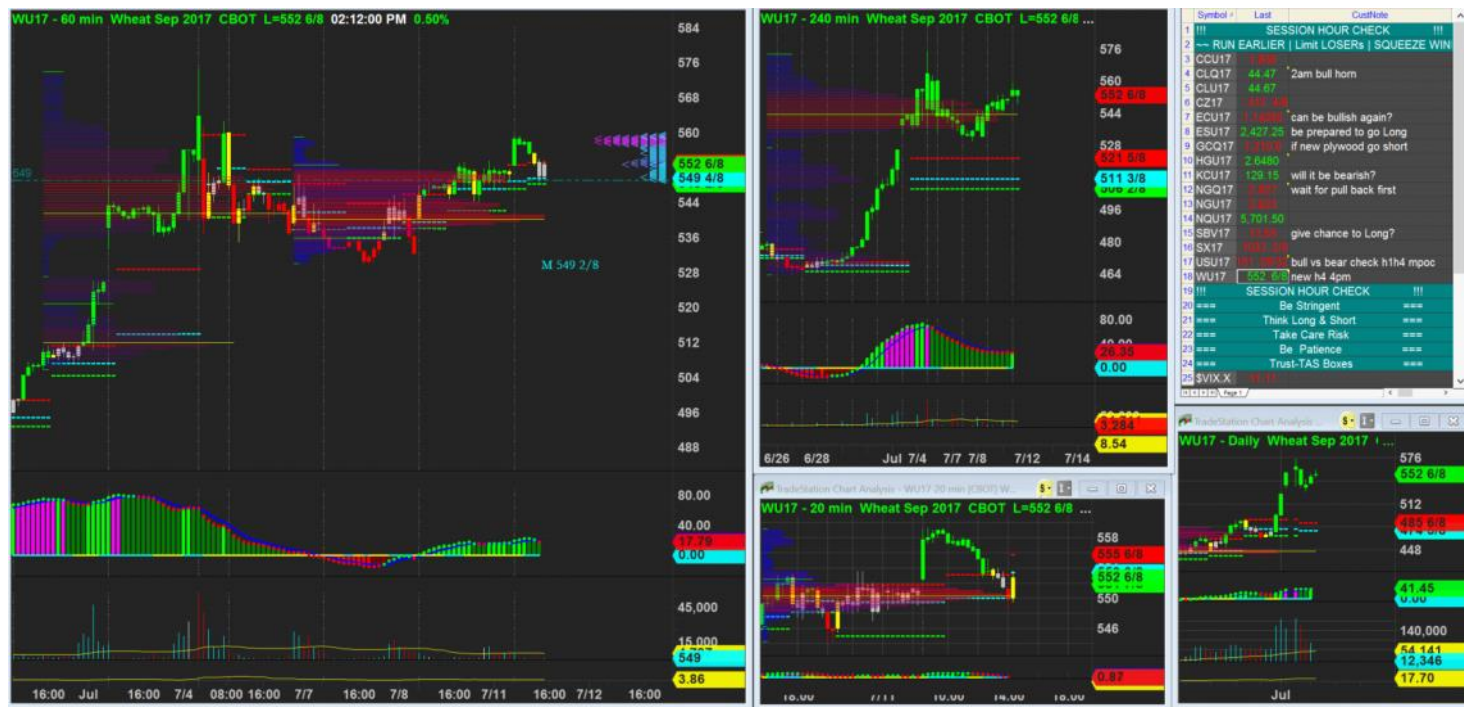 WU17 - 60 min Wheat Sep 2017 CBOT L=552 6/8 02:12:00 PM 0.50%
584
576
568
560
552 6/8
549 4/8
544
536
528
520
512
504
496
488
549
M 549 2/8
80.00
40.00
17.79
0.00
45,000
15,000
549
3.86
16:00 Jul 16:00 7/4 08:00 16:00 7/7 16:00 7/8 16:00 7/11 16:00 7/12 16:00
WU17 - 240 min Wheat Sep 2017 CBOT L=552 6/8 ...
576
560
552 6/8
544
528
521 5/8
511 3/8
506 2/8
496
480
464
80.00
26.35
0.00
3,284
8.54
6/26 6/28 Jul 7/4 7/7 7/8 7/12 7/14
TradeStation Chart Analysis - WU17 20 min [CBOT] W...
WU17 - 20 min Wheat Sep 2017 CBOT L=552 6/8 ...
558
555 6/8
552 6/8
550
546
0.87
18:00 7/11 10:00 14:00 18:00
Symbol Last CustNote
1 !!! SESSION HOUR CHECK !!!
2 ~~ RUN EARLIER | Limit LOSERs | SQUEEZE WIN
3 CCU17
4 CLQ17 44.47 2am bull horn
5 CLU17 44.67
6 CZ17
7 ECU17 can be bullish again?
8 ESU17 2,427.25 be prepared to go Long
9 GCQ17 if new plywood go short
10 HGU17 2.6480
11 KCU17 129.15 will it be bearish?
12 NGQ17 wait for pull back first
13 NGU17
14 NQU17 5,701.50
15 SBV17 give chance to Long?
16 SX17
17 USU17 bull vs bear check h1h4 mpoc
18 WU17 552 6/8 new h4 4pm
19 !!! SESSION HOUR CHECK !!!
20 === Be Stringent ===
21 === Think Long & Short ===
22 === Take Care Risk ===
23 === Be Patience ===
24 === Trust-TAS Boxes ===
25 $VIX.X
Page 1
TradeStation Chart Analysis ...
WU17 - Daily Wheat Sep 2017 ...
576
552 6/8
512
485 6/8
448
41.45
0.00
140,000
54,141
12,346
17.70
Jul